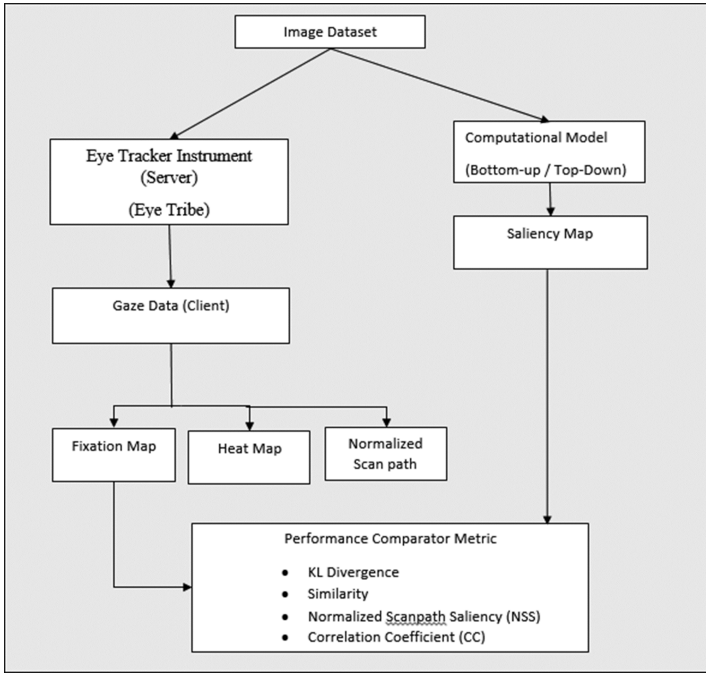 Image Dataset
Eye Tracker Instrument
(Server)
(Eye Tribe)
Computational Model
(Bottom-up / Top-Down)
Saliency Map
Gaze Data (Client)
Fixation Map
Heat Map
Normalized
Scan path
Performance Comparator Metric
• KL Divergence
• Similarity
• Normalized Scanpath Saliency (NSS)
• Correlation Coefficient (CC)